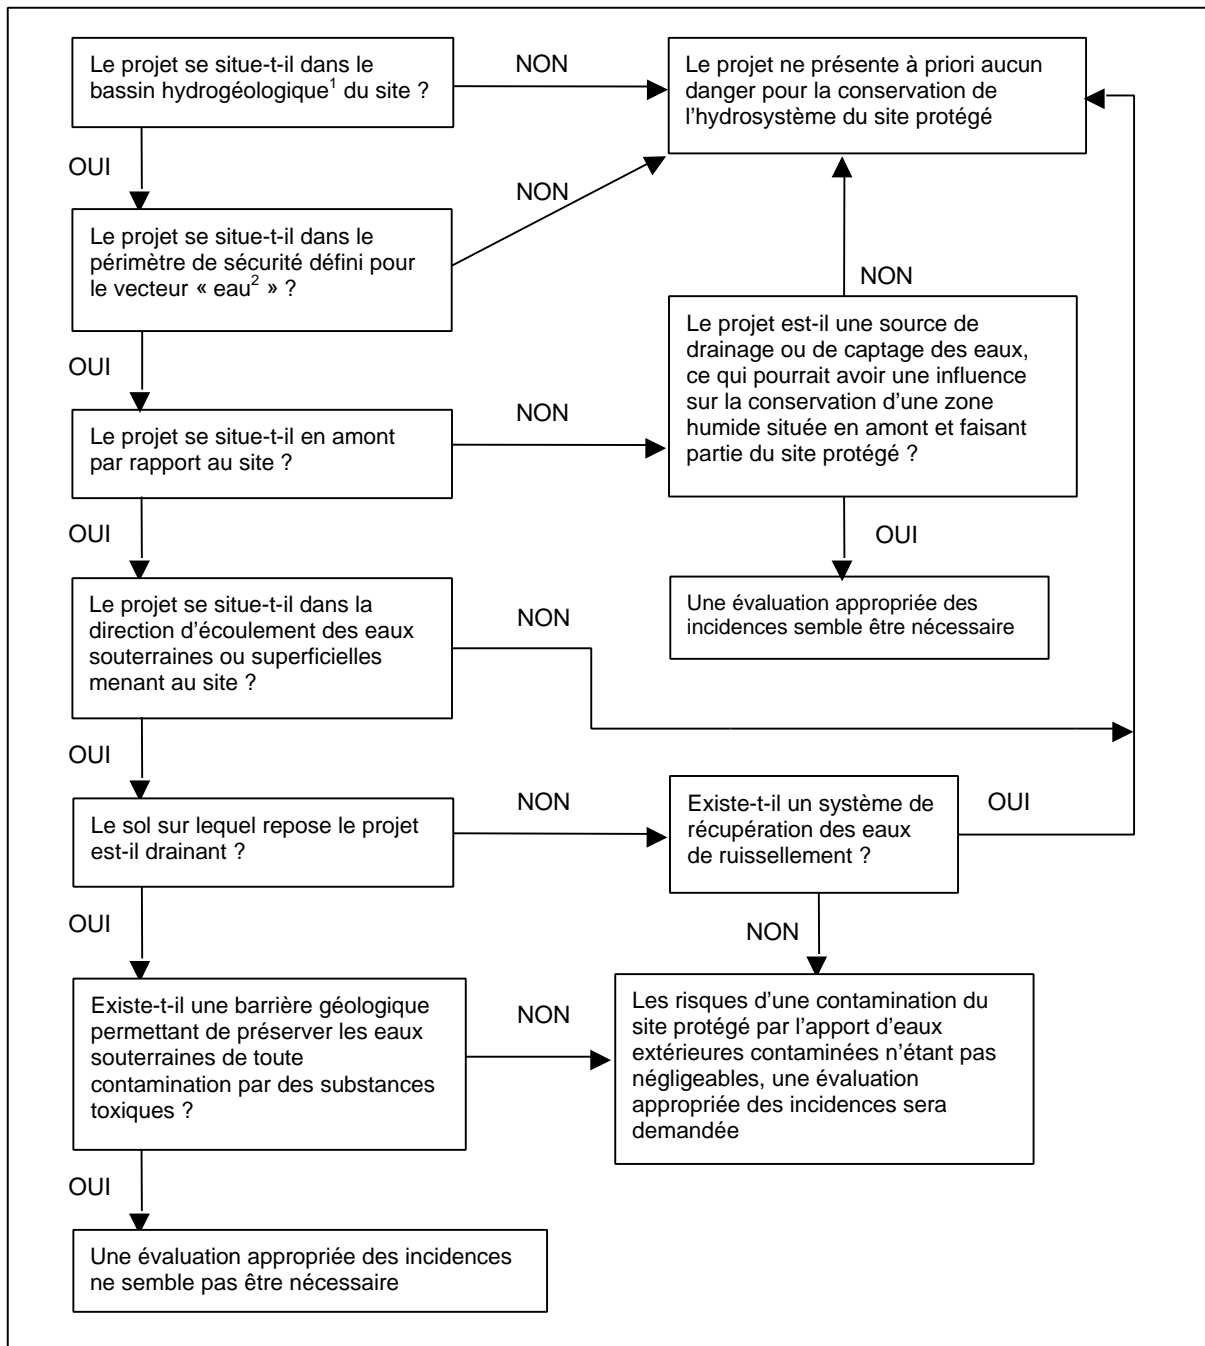 Le projet se situe-t-il dans le
bassin hydrogéologique¹ du site ?
NON
Le projet ne présente à priori aucun
danger pour la conservation de
l'hydrosystème du site protégé
OUI
NON
Le projet se situe-t-il dans le
périmètre de sécurité défini pour
le vecteur « eau² » ?
NON
Le projet est-il une source de
drainage ou de captage des eaux,
ce qui pourrait avoir une influence
sur la conservation d'une zone
humide située en amont et faisant
partie du site protégé ?
OUI
Le projet se situe-t-il en amont
par rapport au site ?
NON
OUI
OUI
Une évaluation appropriée des
incidences semble être nécessaire
Le projet se situe-t-il dans la
direction d'écoulement des eaux
souterraines ou superficielles
menant au site ?
NON
OUI
Le sol sur lequel repose le projet
est-il drainant ?
NON
Existe-t-il un système de
récupération des eaux
de ruissellement ?
OUI
OUI
NON
Existe-t-il une barrière géologique
permettant de préserver les eaux
souterraines de toute
contamination par des substances
toxiques ?
NON
Les risques d'une contamination du
site protégé par l'apport d'eaux
extérieures contaminées n'étant pas
négligeables, une évaluation
appropriée des incidences sera
demandée
OUI
Une évaluation appropriée des incidences
ne semble pas être nécessaire